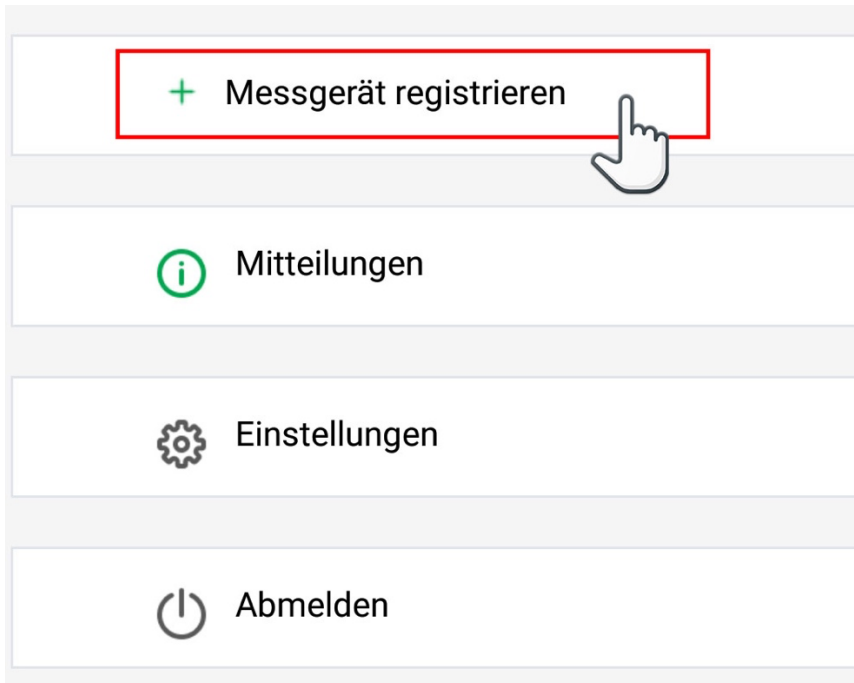 Messgerät registrieren
Mitteilungen
Einstellungen
Abmelden